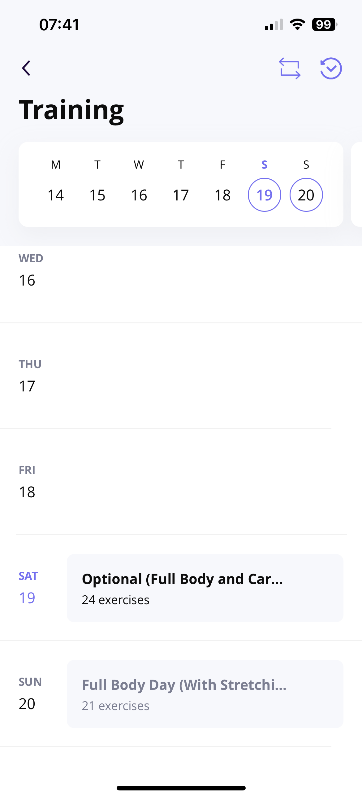 07:41
99
Training
M T W T F S S
14 15 16 17 18 19 20
WED
16
THU
17
FRI
18
SAT
19
Optional (Full Body and Car...
24 exercises
SUN
20
Full Body Day (With Stretchi...
21 exercises